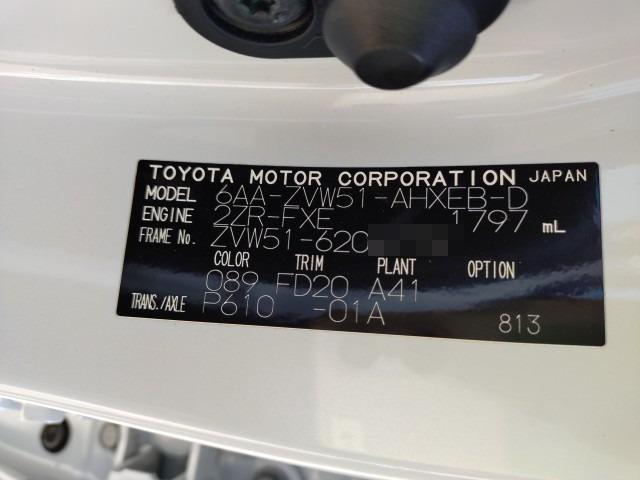 TOYOTA MOTOR CORPORATION JAPAN
MODEL 6AA-ZVW51-AHXEB-D
ENGINE 2ZR-FXE 1797 mL
FRAME No. ZVW51-620
COLOR TRIM PLANT OPTION
089 FD20 A41
TRANS./AXLE P610 -01A 813